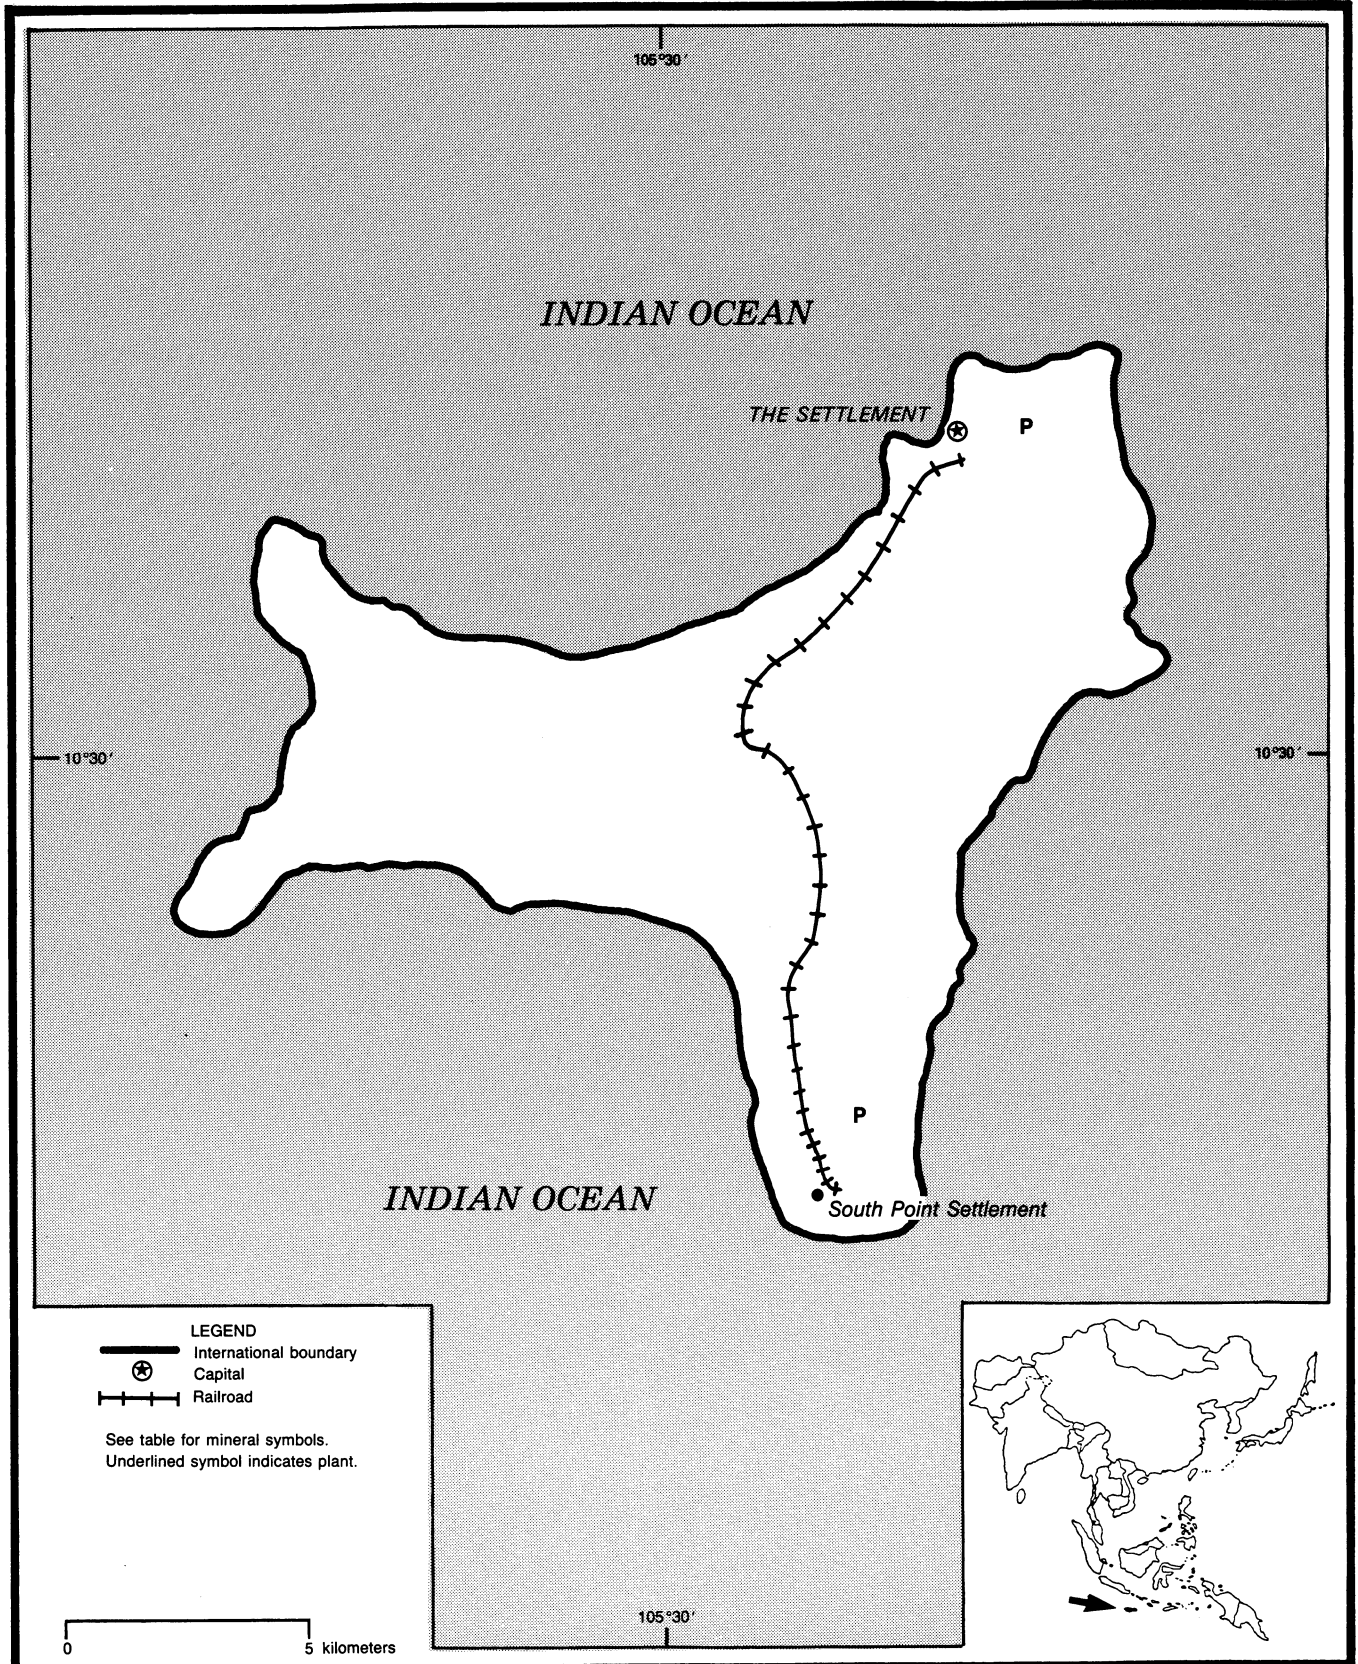 105°30′
INDIAN OCEAN
THE SETTLEMENT
P
10°30′
10°30′
P
INDIAN OCEAN
South Point Settlement
LEGEND
International boundary
Capital
Railroad
See table for mineral symbols.
Underlined symbol indicates plant.
105°30′
0 5 kilometers